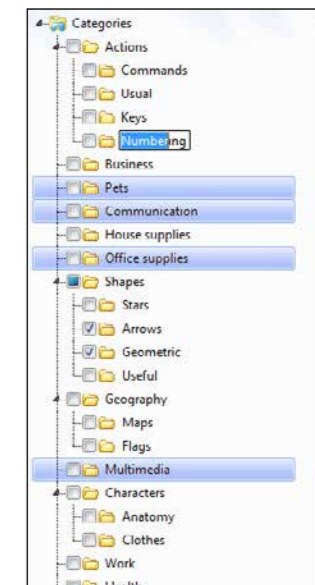 Categories
Actions
Commands
Usual
Keys
Numbering
Business
Pets
Communication
House supplies
Office supplies
Shapes
Stars
Arrows
Geometric
Useful
Geography
Maps
Flags
Multimedia
Characters
Anatomy
Clothes
Work